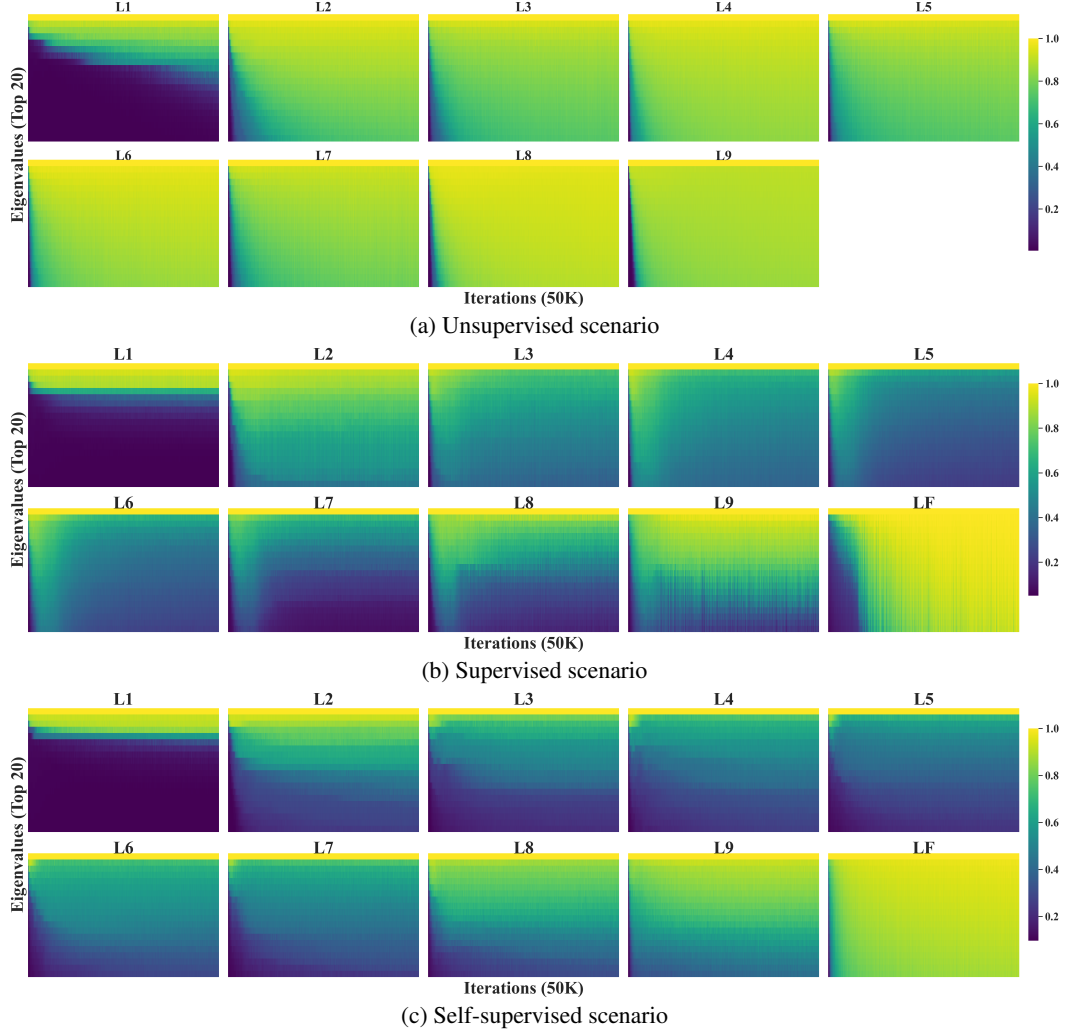 L1 L2 L3 L4 L5
Eigenvalues (Top 20)
1.0
0.8
0.6
0.4
0.2
L6 L7 L8 L9
Iterations (50K)
(a) Unsupervised scenario
L1 L2 L3 L4 L5
Eigenvalues (Top 20)
1.0
0.8
0.6
0.4
0.2
L6 L7 L8 L9 LF
Iterations (50K)
(b) Supervised scenario
L1 L2 L3 L4 L5
Eigenvalues (Top 20)
1.0
0.8
0.6
0.4
0.2
L6 L7 L8 L9 LF
Iterations (50K)
(c) Self-supervised scenario